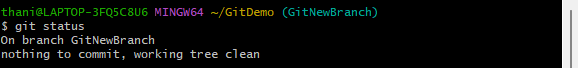 thani@LAPTOP-3FQ5C8U6 MINGW64 ~/GitDemo (GitNewBranch)
$ git status
On branch GitNewBranch
nothing to commit, working tree clean